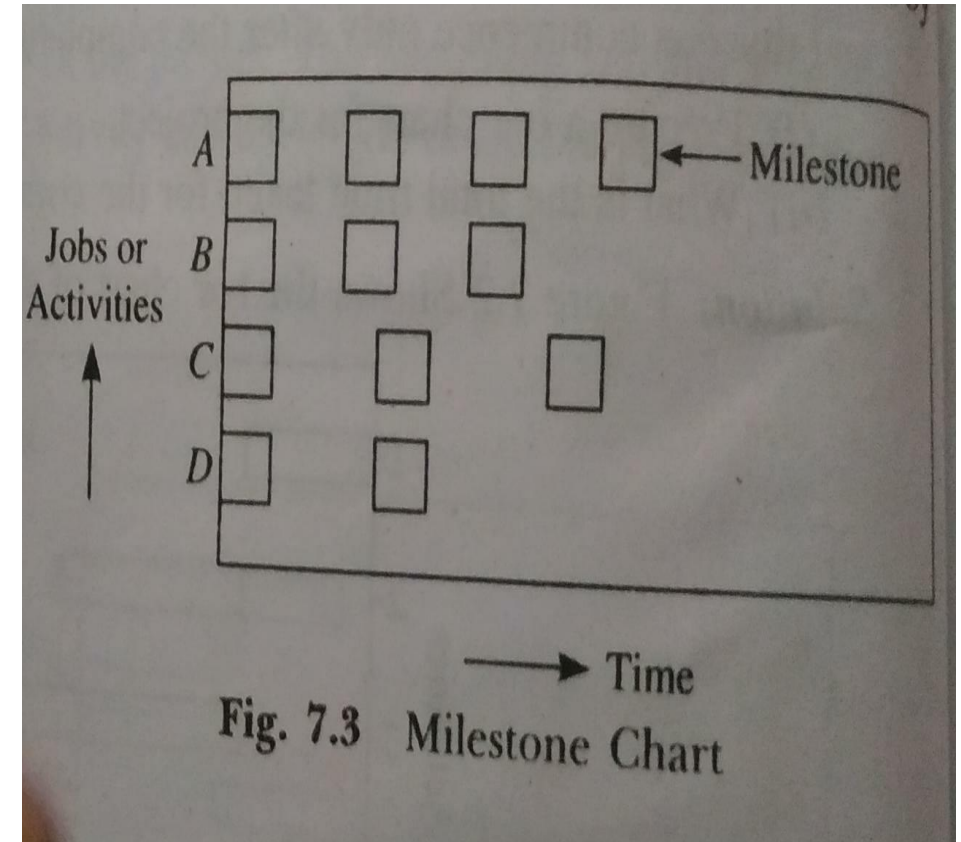 A
Milestone
Jobs or
Activities
B
C
D
Time
Fig. 7.3 Milestone Chart